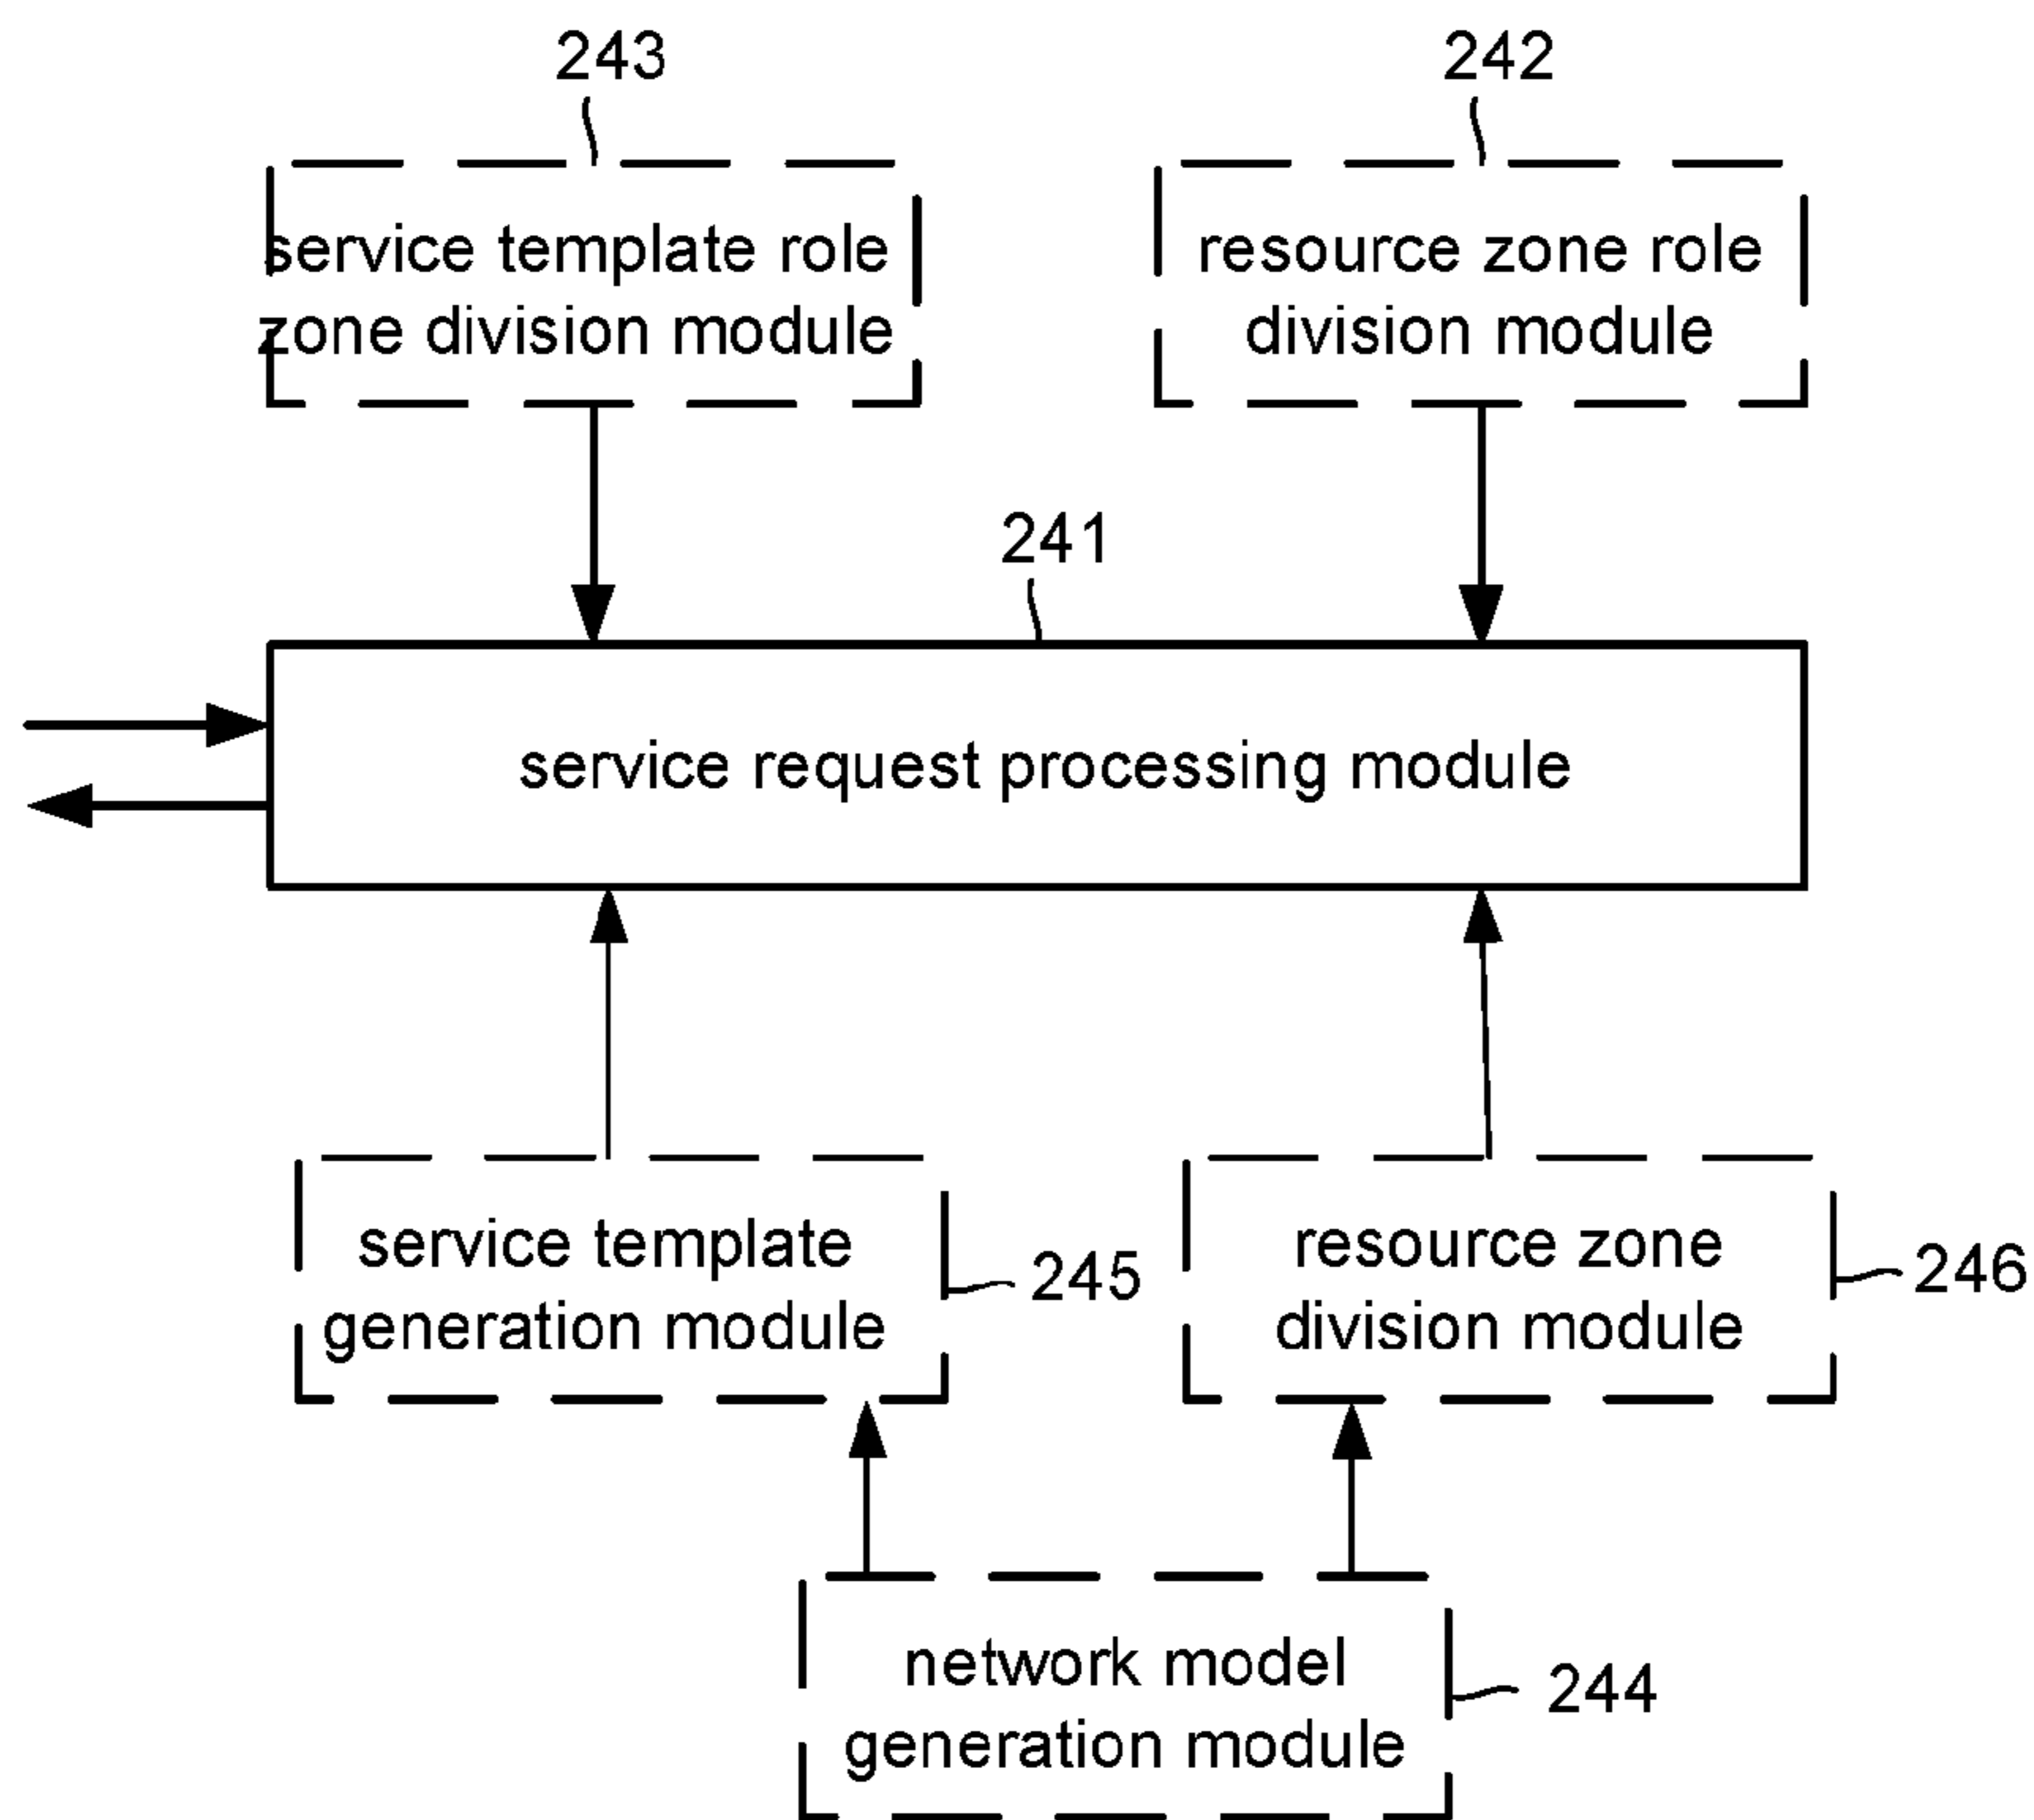 243
242
service template role
zone division module
resource zone role
division module
241
service request processing module
service template
generation module
245
resource zone
division module
246
network model
generation module
244